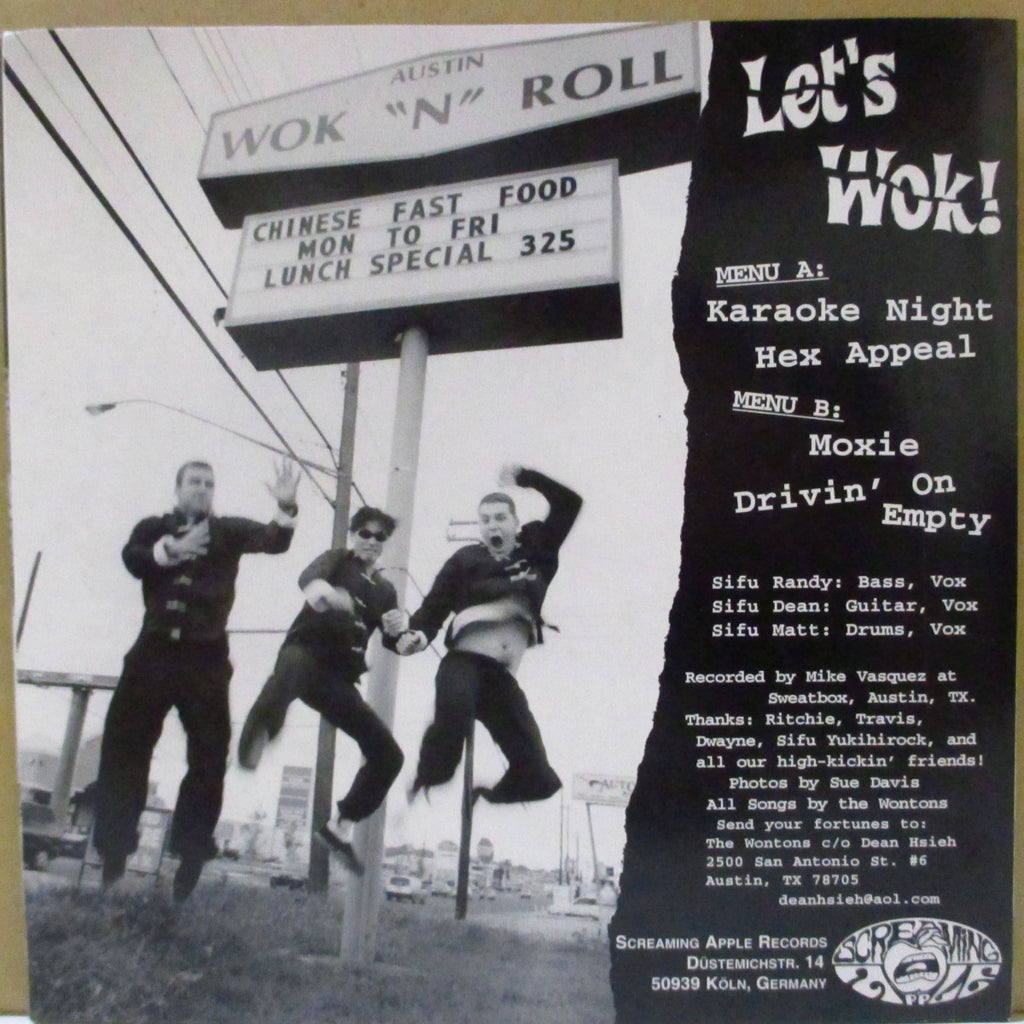 AUSTIN
WOK "N" ROLL
CHINESE FAST FOOD
MON TO FRI
LUNCH SPECIAL 325
Let's
Wok!
MENU A:
Karaoke Night
Hex Appeal
MENU B:
Moxie
Drivin' On
Empty
Sifu Randy: Bass, Vox
Sifu Dean: Guitar, Vox
Sifu Matt: Drums, Vox
Recorded by Mike Vasquez at
Sweatbox, Austin, TX.
Thanks: Ritchie, Travis,
Dwayne, Sifu Yukihirock, and
all our high-kickin' friends!
Photos by Sue Davis
All Songs by the Wontons
Send your fortunes to:
The Wontons c/o Dean Hsieh
2500 San Antonio St. #6
Austin, TX 78705
deanhsieh@aol.com
SCREAMING APPLE RECORDS
DÜSTEMICHSTR. 14
50939 KÖLN, GERMANY
SCREAMING
APPLE
AUTO